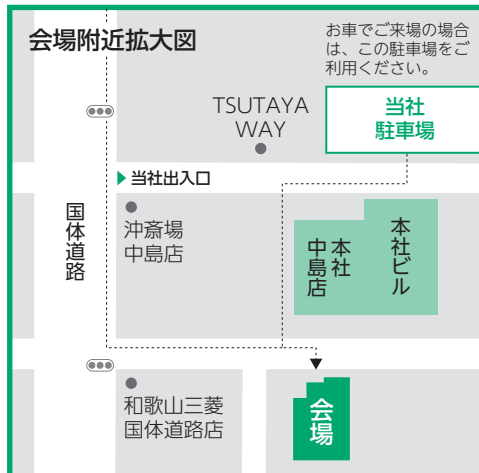 会場附近拡大図
お車でご来場の場合
は、この駐車場をご
利用ください。
当社
駐車場
TSUTAYA
WAY
当社出入口
国体道路
沖斎場
中島店
本社
中島店
本社ビル
和歌山三菱
国体道路店
会場